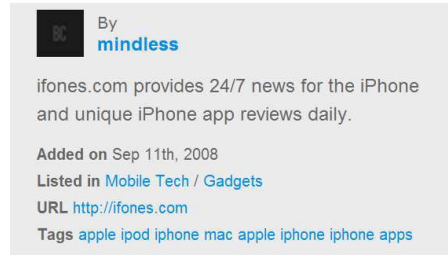 BC
By
mindless
ifones.com provides 24/7 news for the iPhone
and unique iPhone app reviews daily.
Added on Sep 11th, 2008
Listed in Mobile Tech / Gadgets
URL http://ifones.com
Tags apple ipod iphone mac apple iphone iphone apps